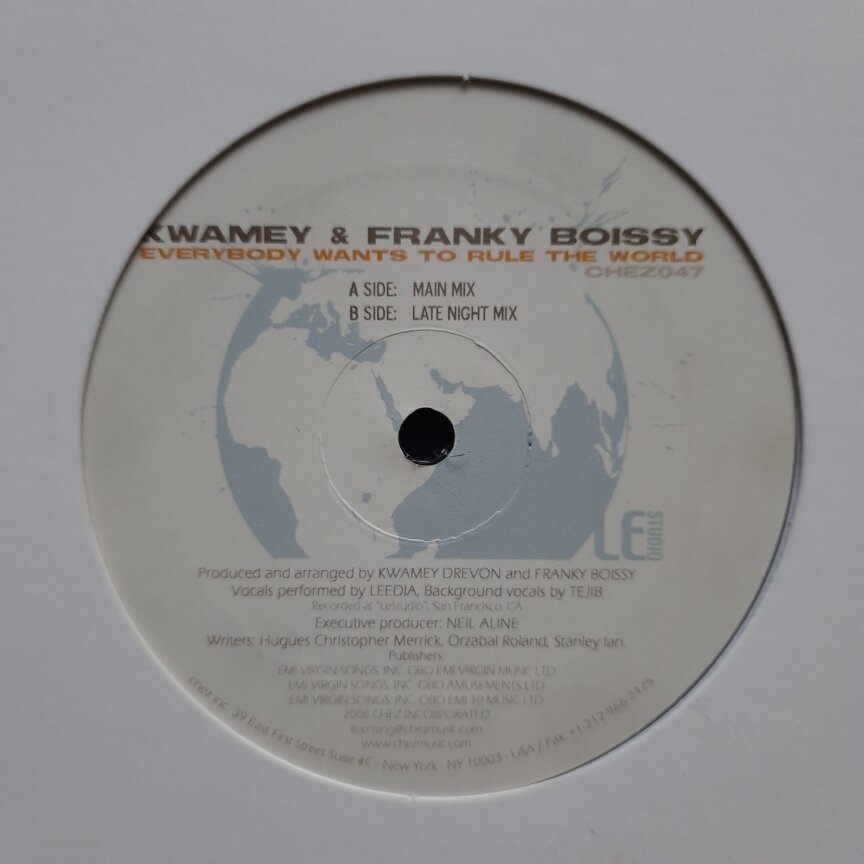 KWAMEY & FRANKY BOISSY
EVERYBODY WANTS TO RULE THE WORLD
CHEZ047
A SIDE: MAIN MIX
B SIDE: LATE NIGHT MIX
LE STUDIO
Produced and arranged by KWAMEY DREVON and FRANKY BOISSY
Vocals performed by LEEDIA, Background vocals by TEJIB
Recorded at "LeStudio", San Francisco, CA
Executive producer: NEIL ALINE
Writers: Hugues Christopher Merrick, Orzabal Roland, Stanley Ian.
Publishers:
EMI VIRGIN SONGS, INC. OBO EMI VIRGIN MUSIC LTD
EMI VIRGIN SONGS, INC. OBO AMUSEMENTS LTD
EMI VIRGIN SONGS, INC. OBO EMI 10 MUSIC LTD.
2006 CHEZ INCORPORATED
licensing@chezmusic.com
www.chezmusic.com
chez inc. 39 East First Street Suite #C - New York - NY 10003 - USA / Fax +1-212-966-2425